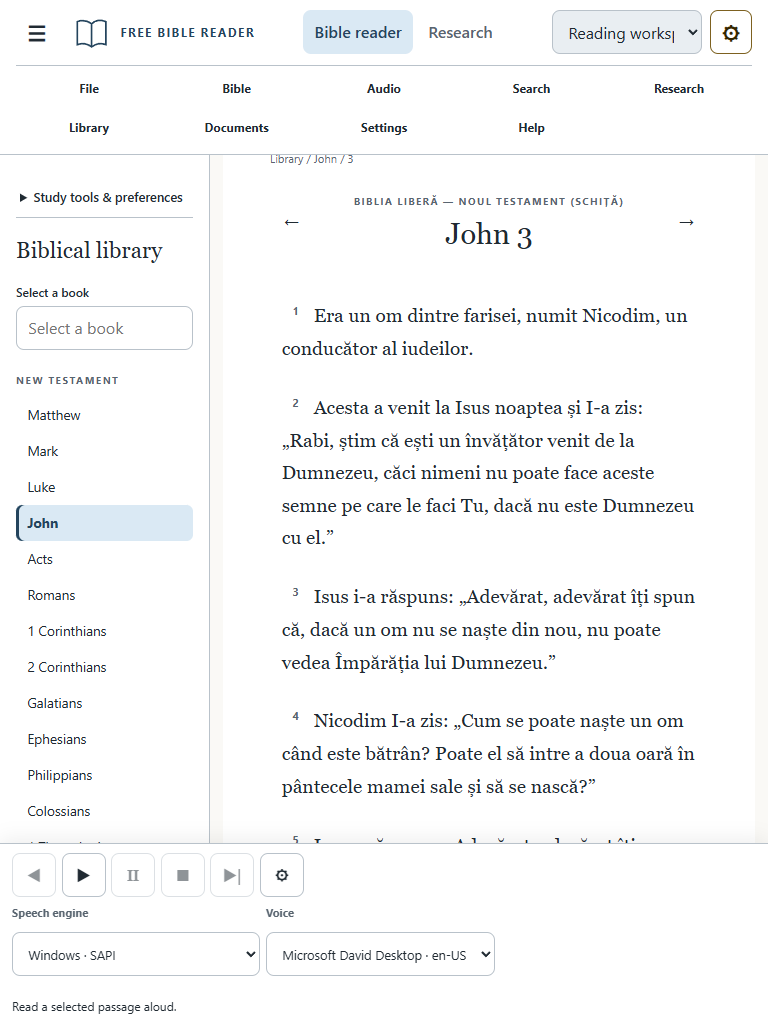 ☰ FREE BIBLE READER Bible reader Research Reading worksp
File Bible Audio Search Research
Library Documents Settings Help
Library / John / 3
▶ Study tools & preferences
Biblical library
Select a book
Select a book
NEW TESTAMENT
Matthew
Mark
Luke
John
Acts
Romans
1 Corinthians
2 Corinthians
Galatians
Ephesians
Philippians
Colossians
BIBLIA LIBERĂ — NOUL TESTAMENT (SCHIȚĂ)
← John 3 →
1 Era un om dintre farisei, numit Nicodim, un
conducător al iudeilor.
2 Acesta a venit la Isus noaptea și I-a zis:
„Rabi, știm că ești un învățător venit de la
Dumnezeu, căci nimeni nu poate face aceste
semne pe care le faci Tu, dacă nu este Dumnezeu
cu el.”
3 Isus i-a răspuns: „Adevărat, adevărat îți spun
că, dacă un om nu se naște din nou, nu poate
vedea Împărăția lui Dumnezeu.”
4 Nicodim I-a zis: „Cum se poate naște un om
când este bătrân? Poate el să intre a doua oară în
pântecele mamei sale și să se nască?”
5
Speech engine Voice
Windows · SAPI Microsoft David Desktop · en-US
Read a selected passage aloud.